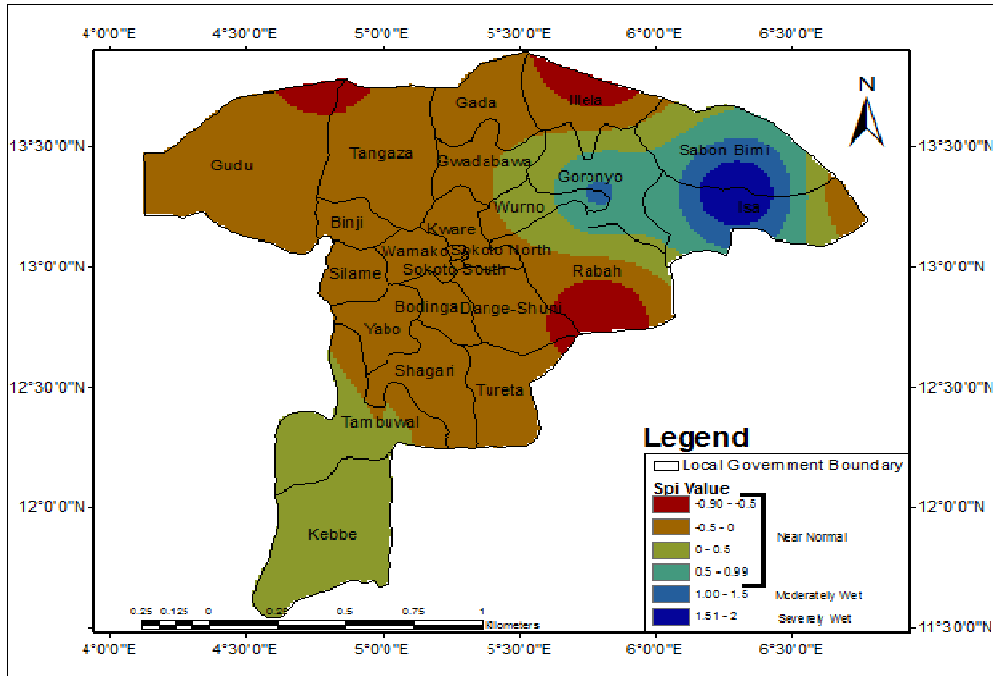 4°0'0"E 4°30'0"E 5°0'0"E 5°30'0"E 6°0'0"E 6°30'0"E
N
13°30'0"N 13°30'0"N
13°0'0"N 13°0'0"N
12°30'0"N 12°30'0"N
12°0'0"N 12°0'0"N
11°30'0"N
Gada
Illela
Gudu
Tangaza
Gwadabawa
Sabon Birni
Goronyo
Wurno
Isa
Binji
Kware
Wamako
Sokoto North
Silame
Sokoto South
Rabah
Bodinga
Dange-Shuni
Yabo
Shagari
Tureta
Tambuwal
Kebbe
Legend
Local Government Boundary
Spi Value
-0.90 - -0.5
-0.5 - 0
0 - 0.5
0.5 - 0.99
Near Normal
1.00 - 1.5 Moderately Wet
1.51 - 2 Severely Wet
0.25 0.125 0 0.25 0.5 0.75 1
Kilometers
4°0'0"E 4°30'0"E 5°0'0"E 5°30'0"E 6°0'0"E 6°30'0"E